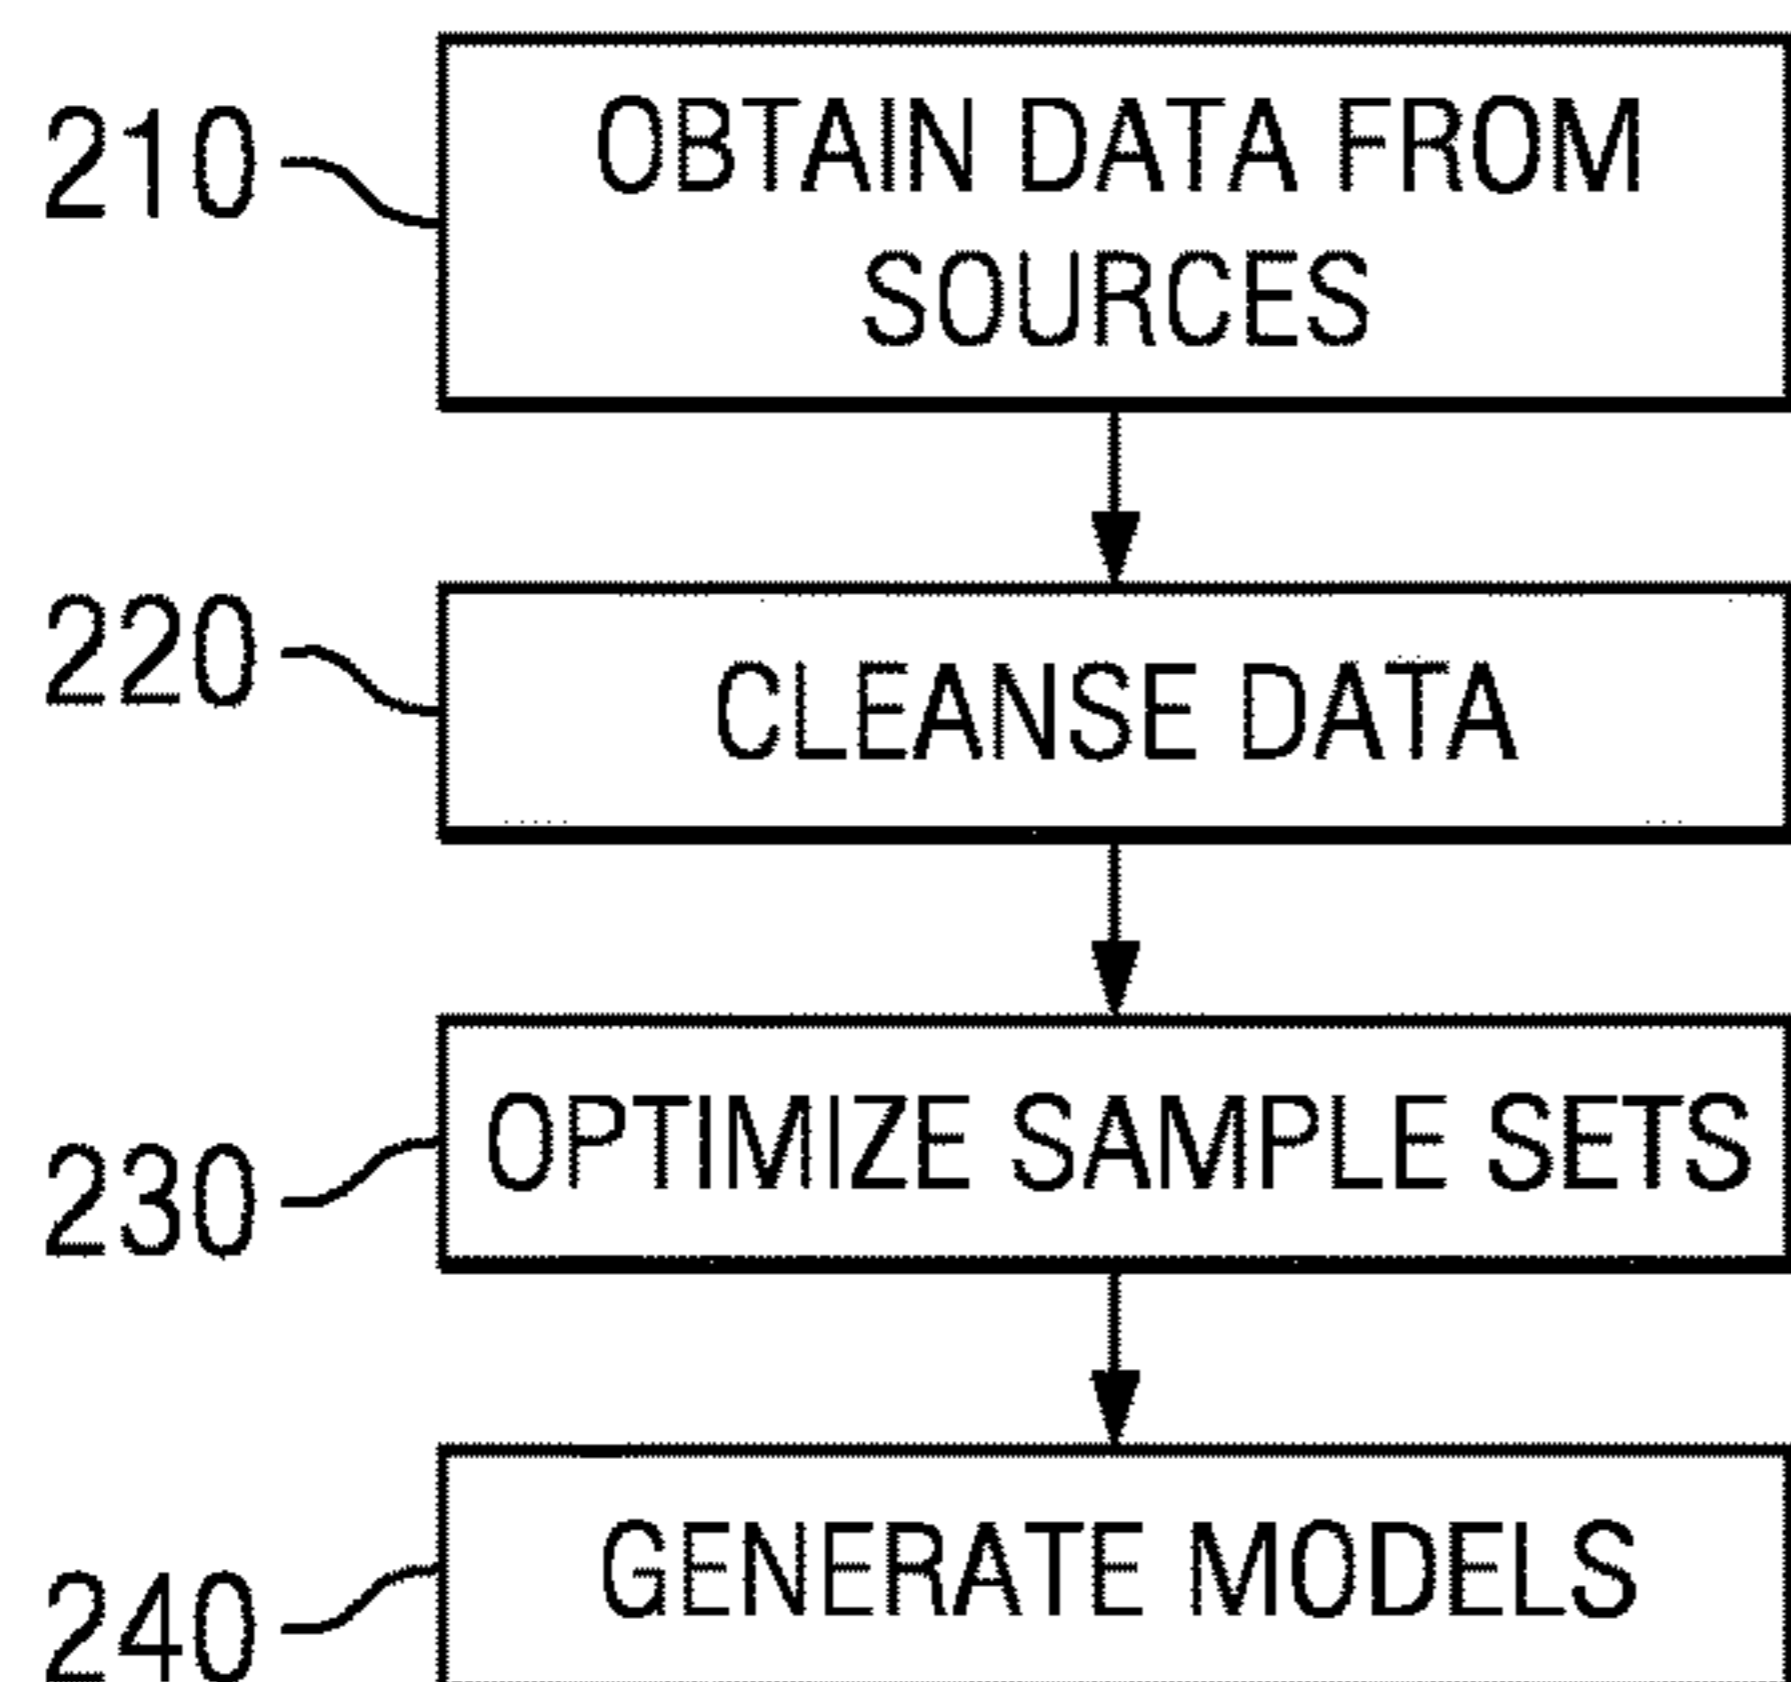 210
OBTAIN DATA FROM
SOURCES
220
CLEANSE DATA
230
OPTIMIZE SAMPLE SETS
240
GENERATE MODELS